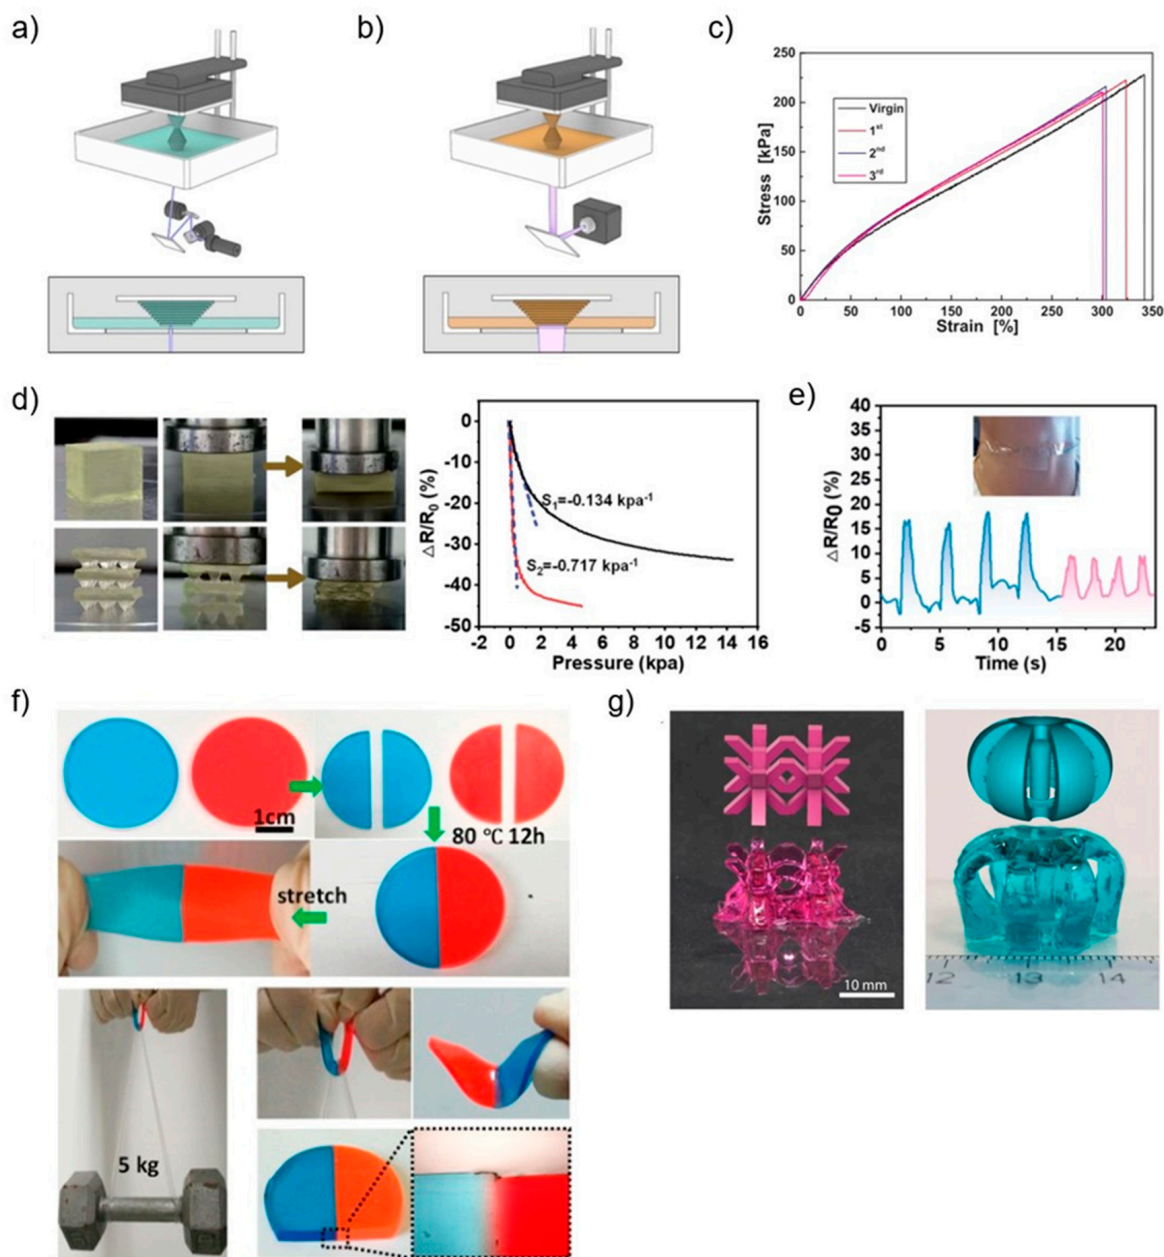 a)
b)
c)
Stress [kPa]
250
200
150
100
50
0
Virgin
1st
2nd
3rd
0 50 100 150 200 250 300 350
Strain [%]
d)
△R/R0 (%)
0
-10
-20
-30
-40
-50
S1=-0.134 kpa-1
S2=-0.717 kpa-1
-2 0 2 4 6 8 10 12 14 16
Pressure (kpa)
e)
△R/R0 (%)
40
35
30
25
20
15
10
5
0
-5
0 5 10 15 20
Time (s)
f)
1cm
80 ℃ 12h
stretch
5 kg
g)
10 mm
12 13 14